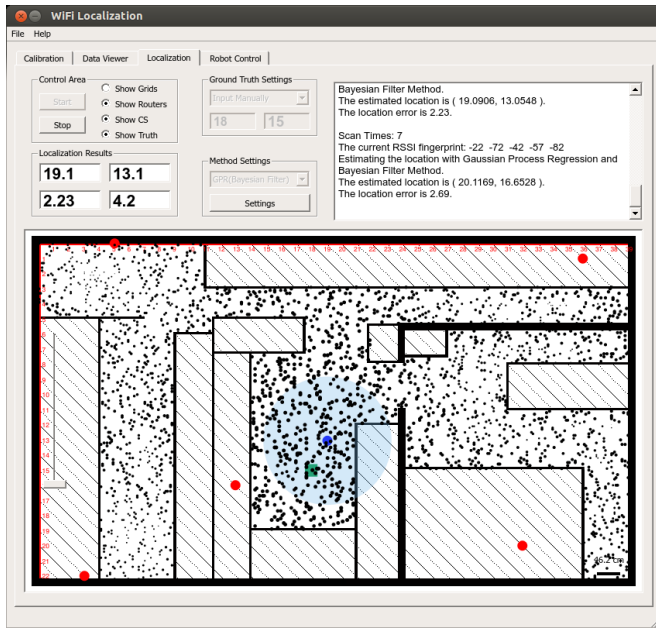 WiFi Localization
File Help
Calibration Data Viewer Localization Robot Control
Control Area
Start
Stop
Show Grids
Show Routers
Show CS
Show Truth
Ground Truth Settings
Input Manually
18 15
Localization Results
19.1 13.1
2.23 4.2
Method Settings
GPR(Bayesian Filter)
Settings
Bayesian Filter Method.
The estimated location is ( 19.0906, 13.0548 ).
The location error is 2.23.
Scan Times: 7
The current RSSI fingerprint: -22 -72 -42 -57 -82
Estimating the location with Gaussian Process Regression and
Bayesian Filter Method.
The estimated location is ( 20.1169, 16.6528 ).
The location error is 2.69.
46.2 cm